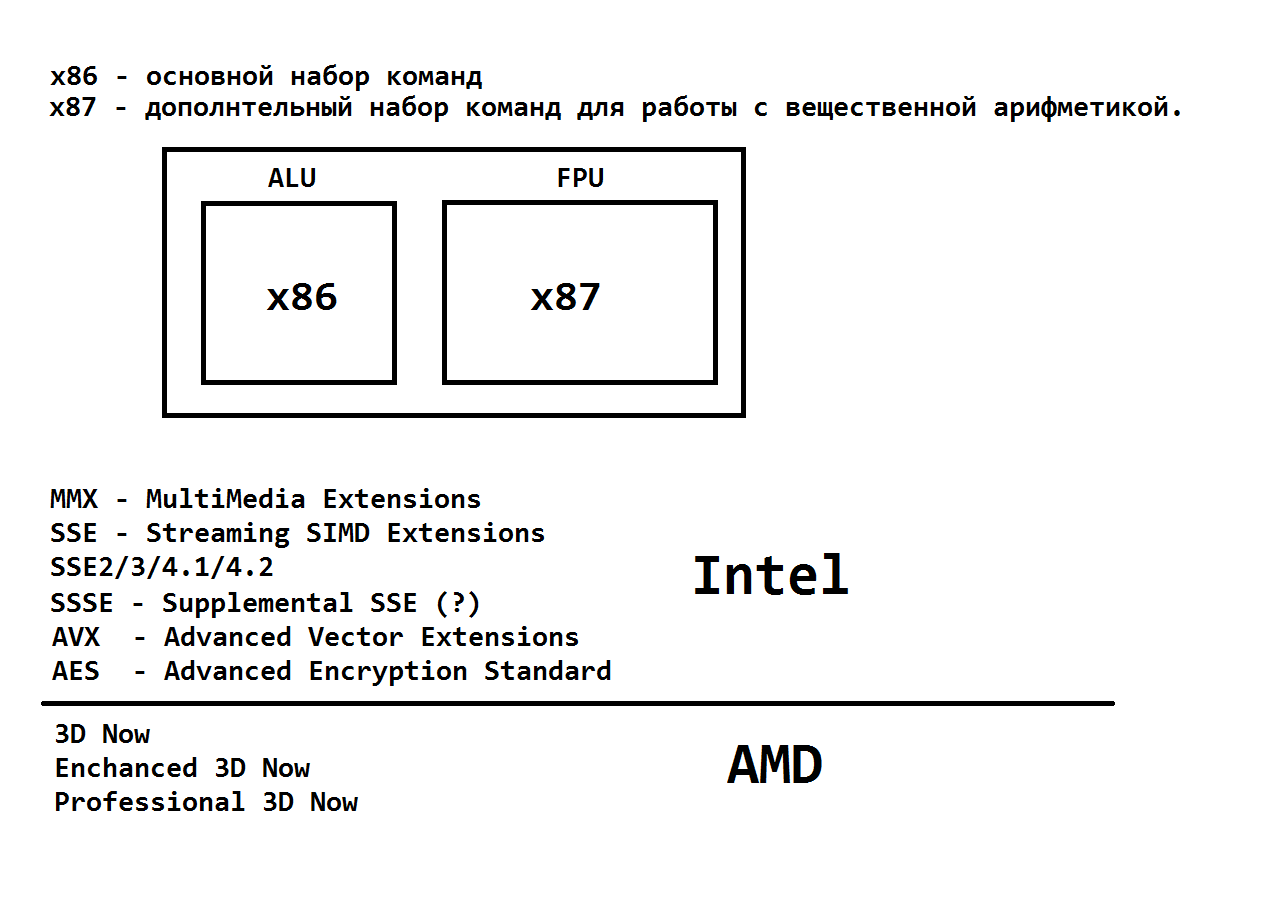 x86 - основной набор команд
x87 - дополнтельный набор команд для работы с вещественной арифметикой.
ALU FPU
x86 x87
MMX - MultiMedia Extensions
SSE - Streaming SIMD Extensions
SSE2/3/4.1/4.2
SSSE - Supplemental SSE (?)
AVX - Advanced Vector Extensions
AES - Advanced Encryption Standard
Intel
3D Now
Enchanced 3D Now
Professional 3D Now
AMD